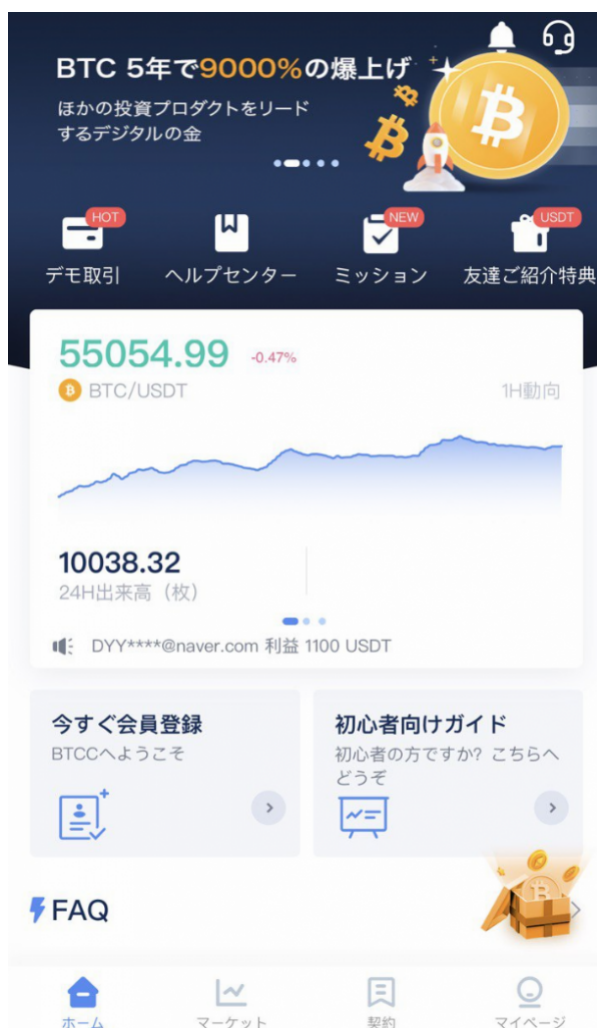 BTC 5年で9000%の爆上げ
ほかの投資プロダクトをリード
するデジタルの金
HOT
NEW
USDT
デモ取引
ヘルプセンター
ミッション
友達ご紹介特典
55054.99 -0.47%
BTC/USDT
1H動向
10038.32
24H出来高（枚）
DYY****@naver.com 利益 1100 USDT
今すぐ会員登録
BTCCへようこそ
初心者向けガイド
初心者の方ですか？こちらへ
どうぞ
FAQ
ホーム
マーケット
契約
マイページ